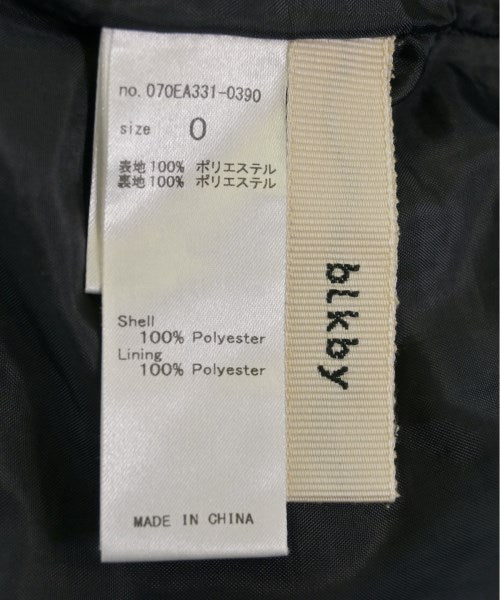 no. 070EA331-0390
size 0
表地100% ポリエステル
裏地100% ポリエステル
Shell
100% Polyester
Lining
100% Polyester
MADE IN CHINA
blkby